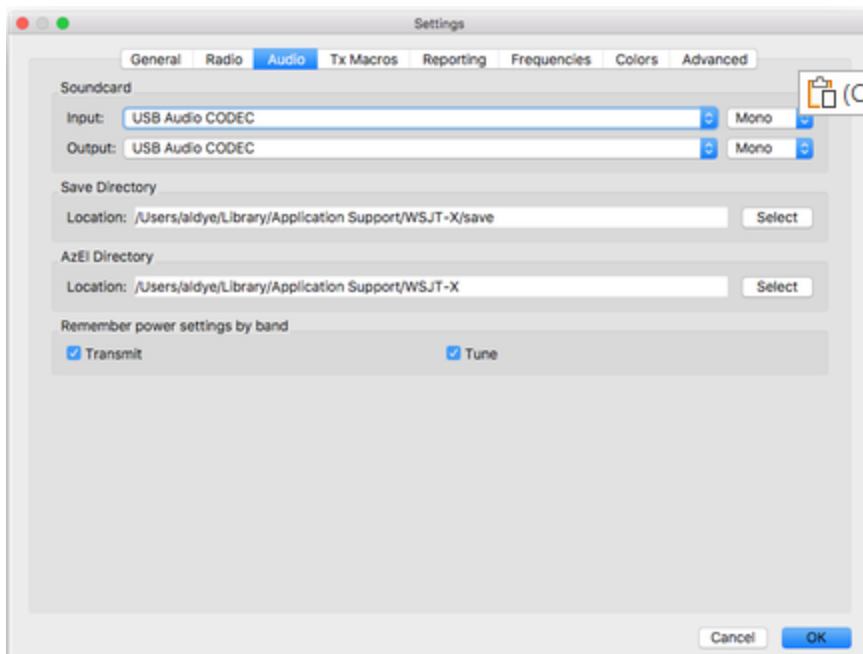 Settings
General Radio Audio Tx Macros Reporting Frequencies Colors Advanced
Soundcard
Input: USB Audio CODEC Mono
Output: USB Audio CODEC Mono
Save Directory
Location: /Users/aldye/Library/Application Support/WSJT-X/save Select
AzEl Directory
Location: /Users/aldye/Library/Application Support/WSJT-X Select
Remember power settings by band
Transmit Tune
Cancel OK